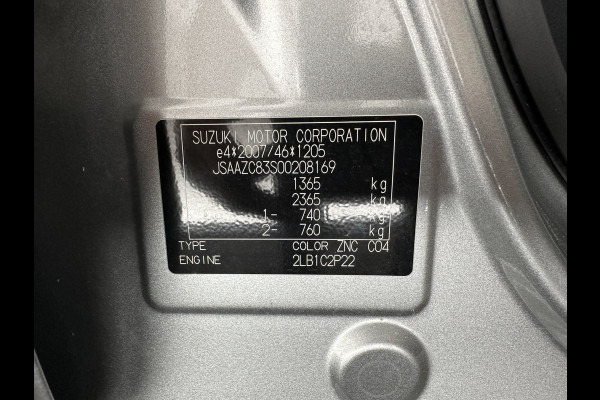 SUZUKI MOTOR CORPORATION
e4*2007/46*1205
JSAAZC83S00208169
1365 kg
2365 kg
1- 740 kg
2- 760 kg
TYPE COLOR ZNC C04
ENGINE 2LB1C2P22